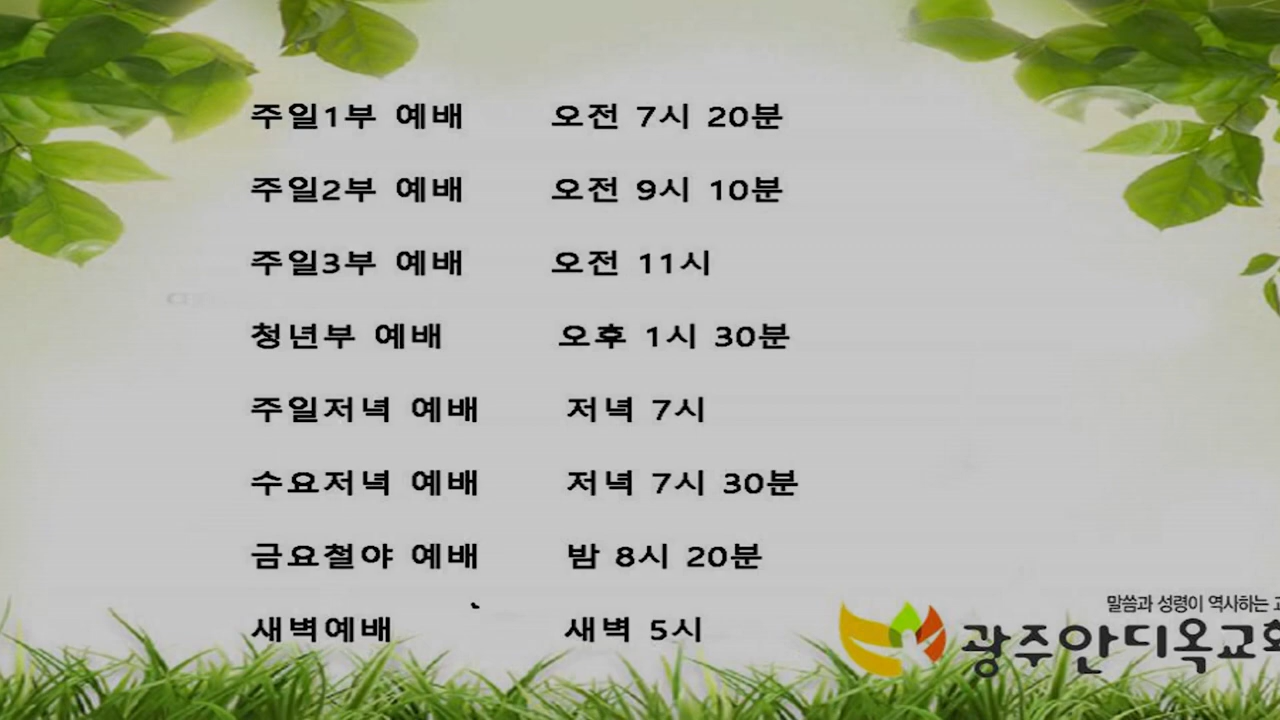 주일1부 예배 오전 7시 20분
주일2부 예배 오전 9시 10분
주일3부 예배 오전 11시
청년부 예배 오후 1시 30분
주일저녁 예배 저녁 7시
수요저녁 예배 저녁 7시 30분
금요철야 예배 밤 8시 20분
새벽예배 새벽 5시
말씀과 성령이 역사하는
광주안디옥교회